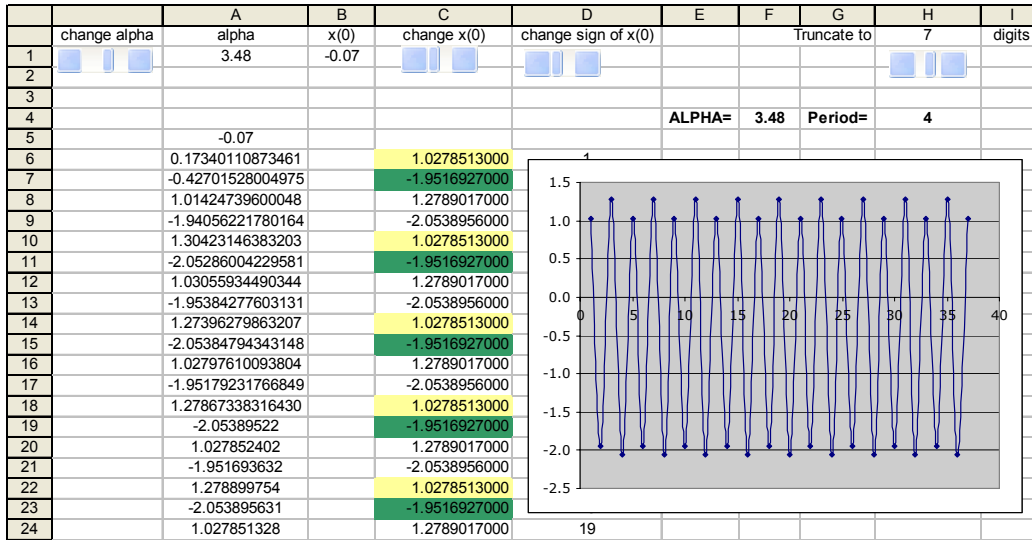 A B C D E F G H I
change alpha alpha x(0) change x(0) change sign of x(0) Truncate to 7 digits
1 3.48 -0.07
2
3
4 ALPHA= 3.48 Period= 4
5 -0.07
6 0.17340110873461 1.0278513000 1
7 -0.42701528004975 -1.9516927000
8 1.01424739600048 1.2789017000
9 -1.94056221780164 -2.0538956000
10 1.30423146383203 1.0278513000
11 -2.05286004229581 -1.9516927000
12 1.03055934490344 1.2789017000
13 -1.95384277603131 -2.0538956000
14 1.27396279863207 1.0278513000
15 -2.05384794343148 -1.9516927000
16 1.02797610093804 1.2789017000
17 -1.95179231766849 -2.0538956000
18 1.27867338316430 1.0278513000
19 -2.05389522 -1.9516927000
20 1.027852402 1.2789017000
21 -1.951693632 -2.0538956000
22 1.278899754 1.0278513000
23 -2.053895631 -1.9516927000
24 1.027851328 1.2789017000 19
1.5
1.0
0.5
0.0
0 5 10 15 20 25 30 35 40
-0.5
-1.0
-1.5
-2.0
-2.5